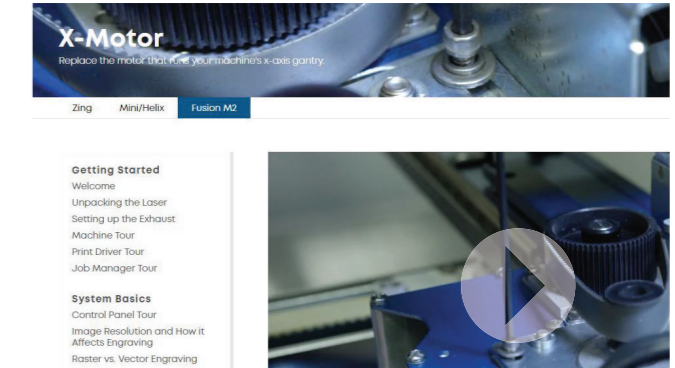 X-Motor
Replace the motor that runs your machine's x-axis gantry.
Zing Mini/Helix Fusion M2
Getting Started
Welcome
Unpacking the Laser
Setting up the Exhaust
Machine Tour
Print Driver Tour
Job Manager Tour
System Basics
Control Panel Tour
Image Resolution and How it
Affects Engraving
Raster vs. Vector Engraving